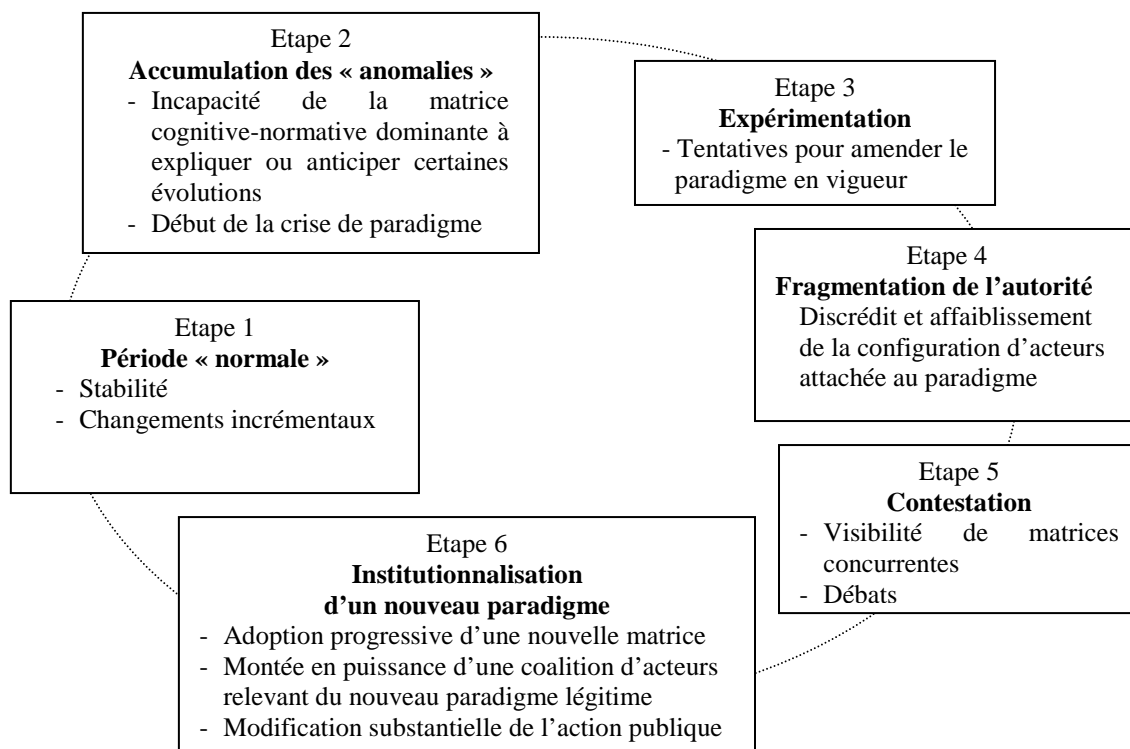 Etape 1
Période « normale »
- Stabilité
- Changements incrémentaux
Etape 2
Accumulation des « anomalies »
- Incapacité de la matrice
cognitive-normative dominante à
expliquer ou anticiper certaines
évolutions
- Début de la crise de paradigme
Etape 3
Expérimentation
- Tentatives pour amender le
paradigme en vigueur
Etape 4
Fragmentation de l’autorité
Discrédit et affaiblissement
de la configuration d’acteurs
attachée au paradigme
Etape 5
Contestation
- Visibilité de matrices
concurrentes
- Débats
Etape 6
Institutionnalisation
d’un nouveau paradigme
- Adoption progressive d’une nouvelle matrice
- Montée en puissance d’une coalition d’acteurs
relevant du nouveau paradigme légitime
- Modification substantielle de l’action publique